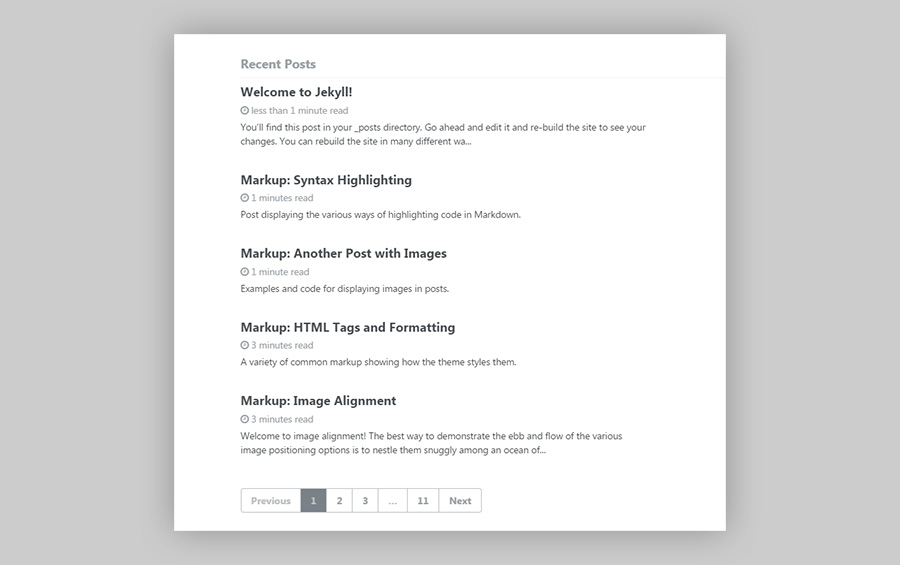 Recent Posts
Welcome to Jekyll!
less than 1 minute read
You'll find this post in your _posts directory. Go ahead and edit it and re-build the site to see your
changes. You can rebuild the site in many different wa...
Markup: Syntax Highlighting
1 minutes read
Post displaying the various ways of highlighting code in Markdown.
Markup: Another Post with Images
1 minute read
Examples and code for displaying images in posts.
Markup: HTML Tags and Formatting
3 minutes read
A variety of common markup showing how the theme styles them.
Markup: Image Alignment
3 minutes read
Welcome to image alignment! The best way to demonstrate the ebb and flow of the various
image positioning options is to nestle them snuggly among an ocean of...
Previous 1 2 3 ... 11 Next